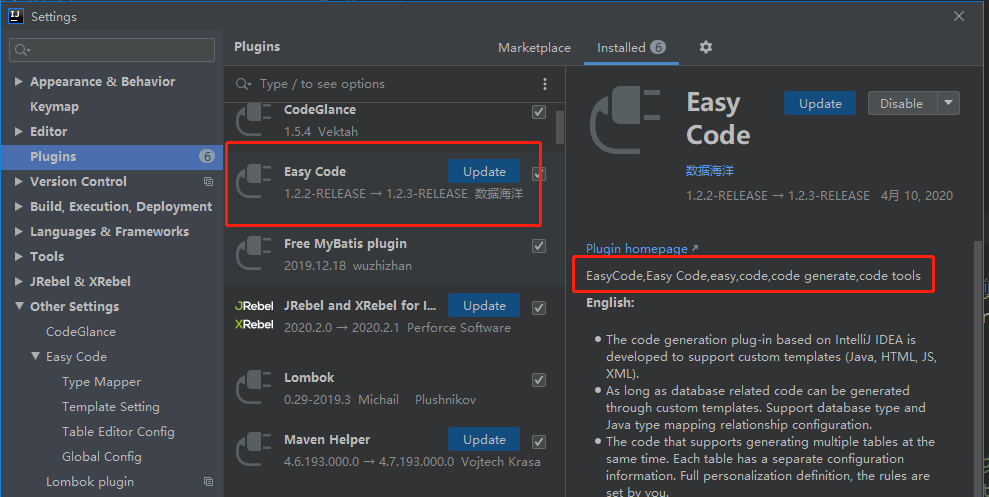 Settings
Plugins
Marketplace
Installed 6
Type / to see options
Appearance & Behavior
Keymap
Editor
Plugins 6
Version Control
Build, Execution, Deployment
Languages & Frameworks
Tools
JRebel & XRebel
Other Settings
CodeGlance
Easy Code
Type Mapper
Template Setting
Table Editor Config
Global Config
Lombok plugin
CodeGlance
1.5.4 Vektah
Easy Code Update
1.2.2-RELEASE → 1.2.3-RELEASE 数据海洋
Free MyBatis plugin
2019.12.18 wuzhizhan
JRebel
XRebel
JRebel and XRebel for I... Update
2020.2.0 → 2020.2.1 Perforce Software
Lombok
0.29-2019.3 Michail Plushnikov
Maven Helper Update
4.6.193.000.0 → 4.7.193.000.0 Vojtech Krasa
Easy
Code
Update
Disable
数据海洋
1.2.2-RELEASE → 1.2.3-RELEASE 4月 10, 2020
Plugin homepage
EasyCode,Easy Code,easy,code,code generate,code tools
English:
The code generation plug-in based on IntelliJ IDEA is
developed to support custom templates (Java, HTML, JS,
XML).
As long as database related code can be generated
through custom templates. Support database type and
Java type mapping relationship configuration.
The code that supports generating multiple tables at the
same time. Each table has a separate configuration
information. Full personalization definition, the rules are
set by you.